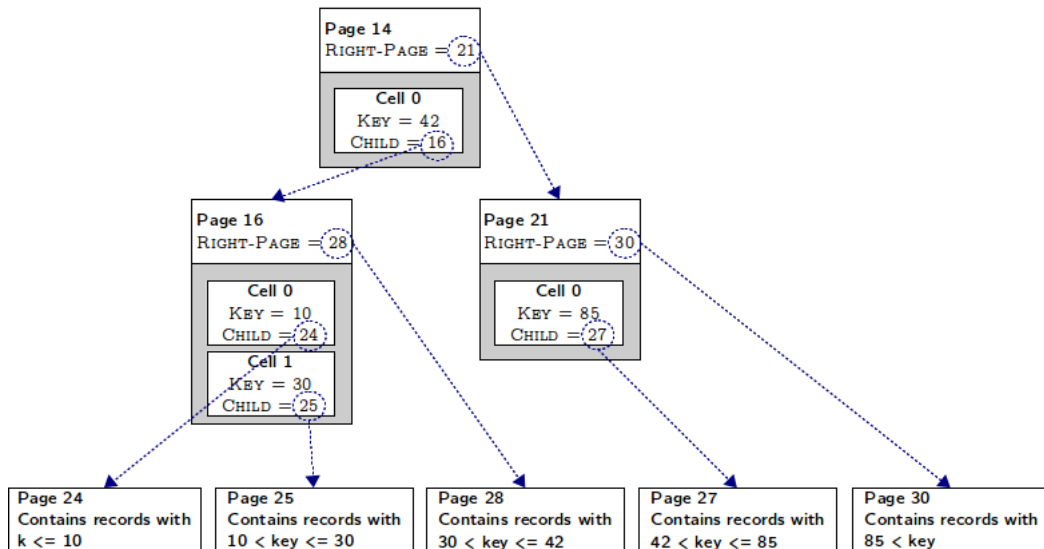 Page 14
RIGHT-PAGE = 21
Cell 0
KEY = 42
CHILD = 16
Page 16
RIGHT-PAGE = 28
Cell 0
KEY = 10
CHILD = 24
Cell 1
KEY = 30
CHILD = 25
Page 21
RIGHT-PAGE = 30
Cell 0
KEY = 85
CHILD = 27
Page 24
Contains records with
k <= 10
Page 25
Contains records with
10 < key <= 30
Page 28
Contains records with
30 < key <= 42
Page 27
Contains records with
42 < key <= 85
Page 30
Contains records with
85 < key